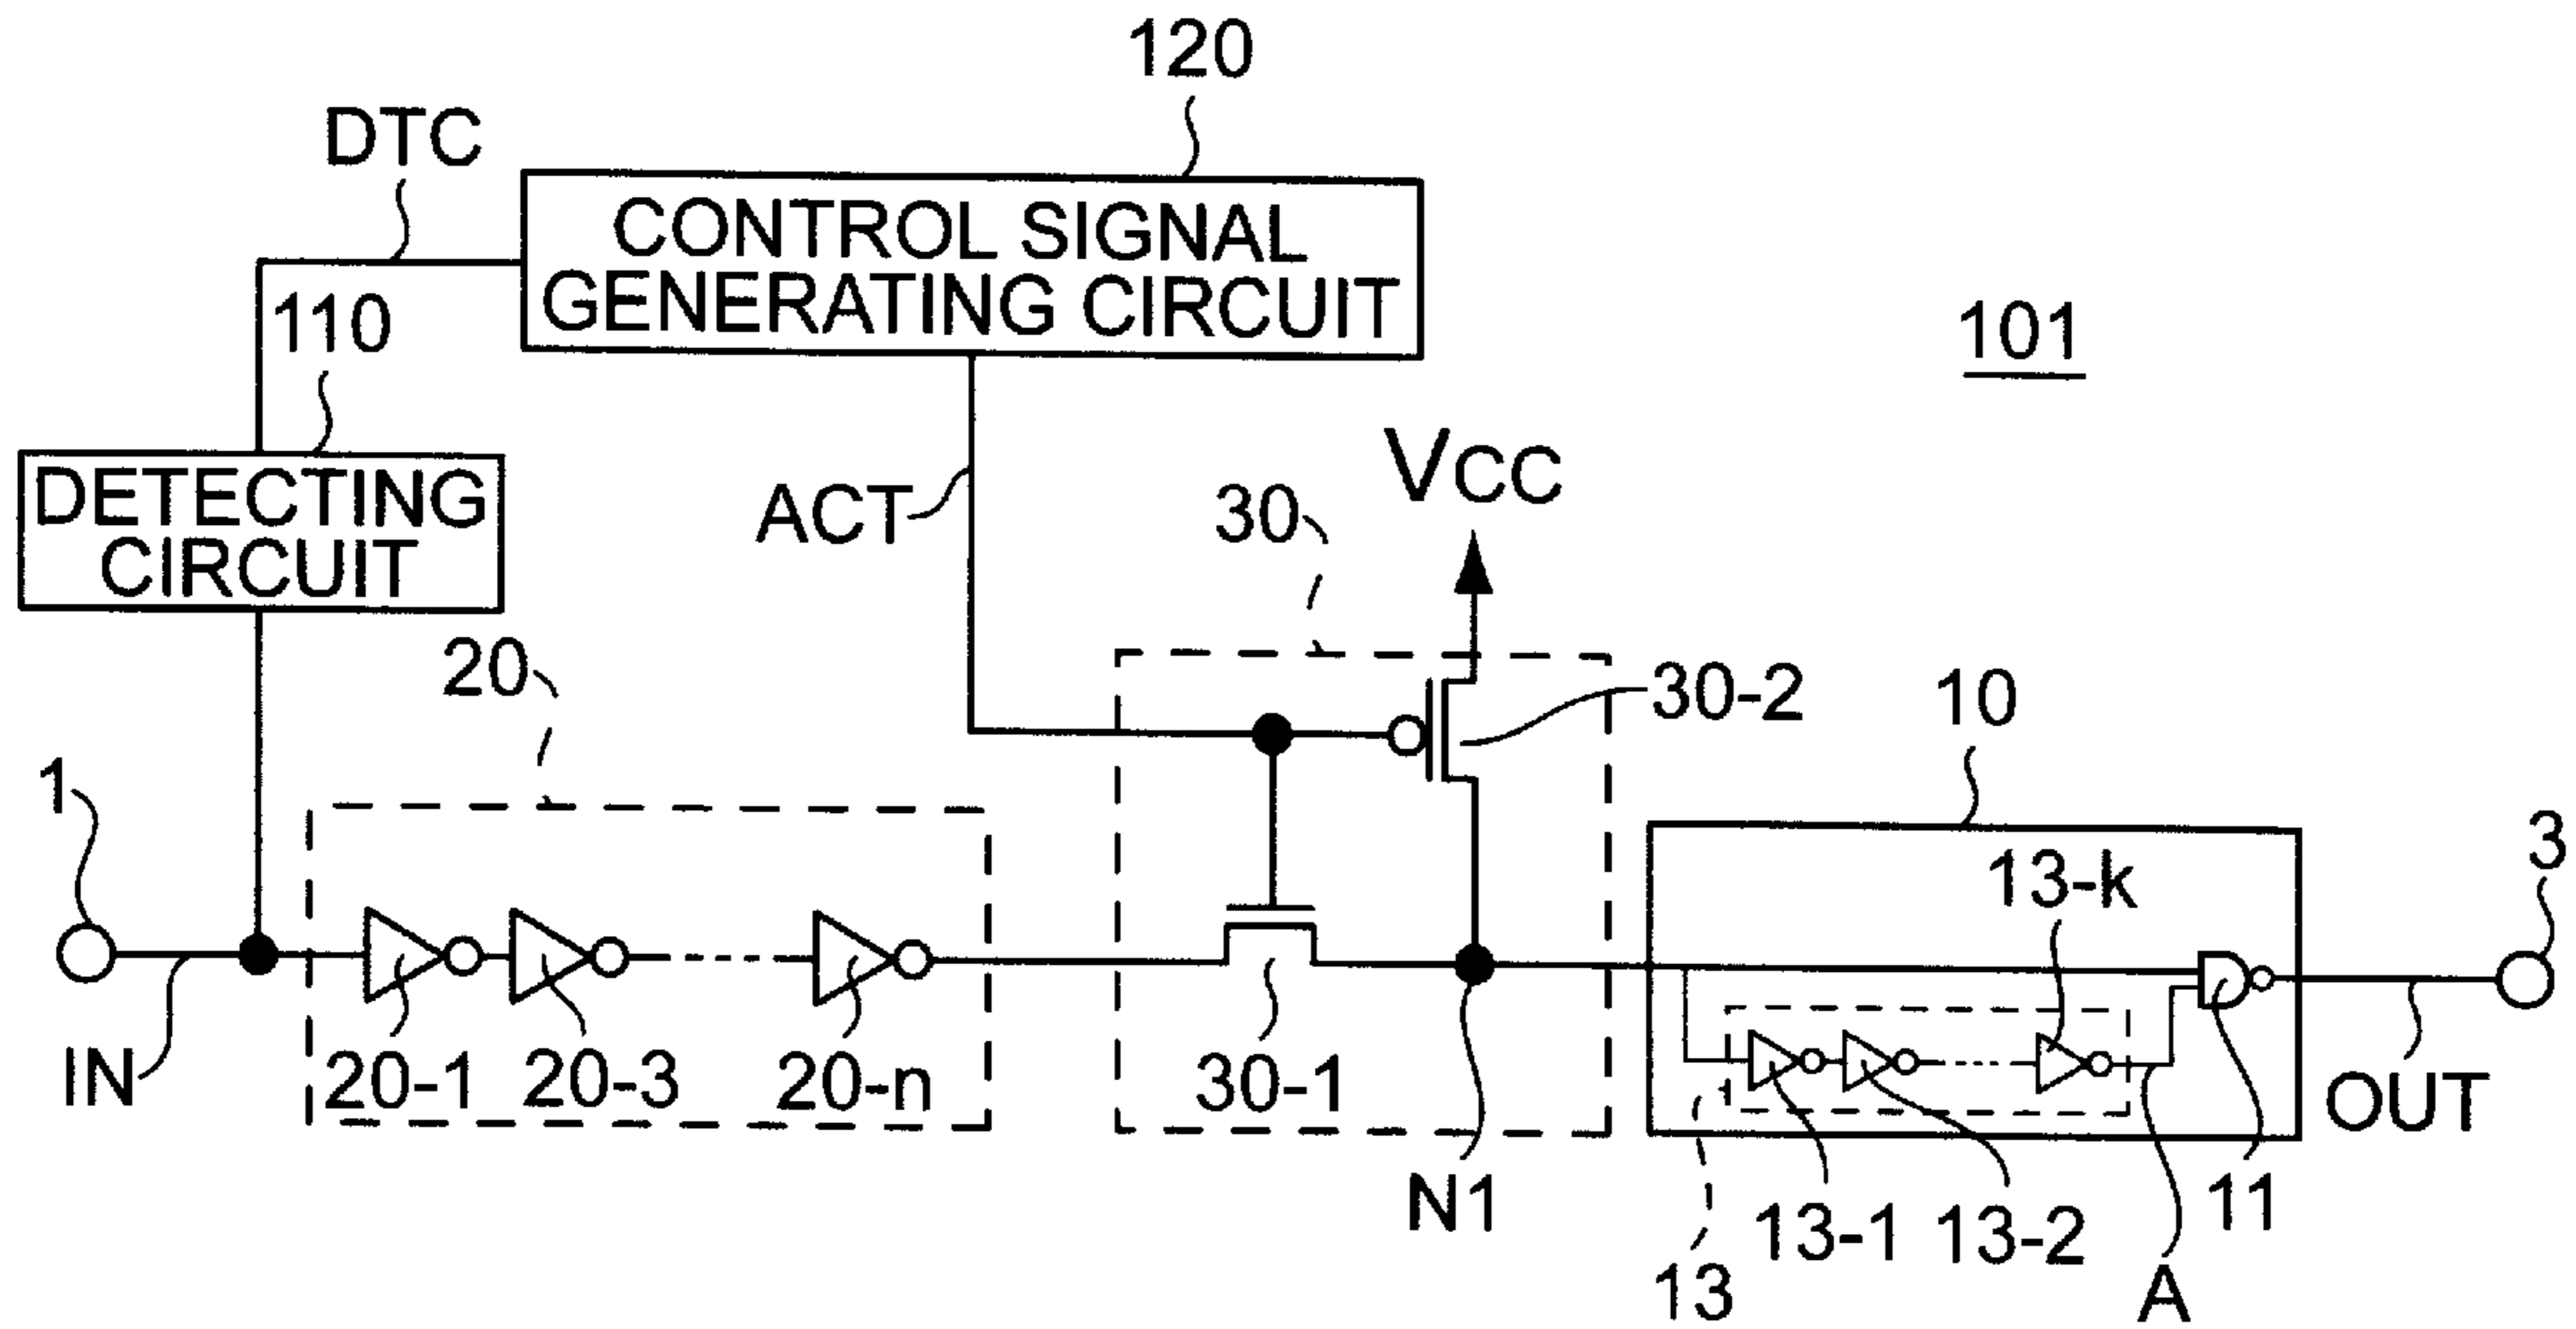 120
DTC
CONTROL SIGNAL
GENERATING CIRCUIT
110
101
DETECTING
CIRCUIT
ACT
30
VCC
20
30-2
10
1
3
13-k
IN
20-1
20-3
20-n
30-1
OUT
N1
13
13-1
13-2
A
11